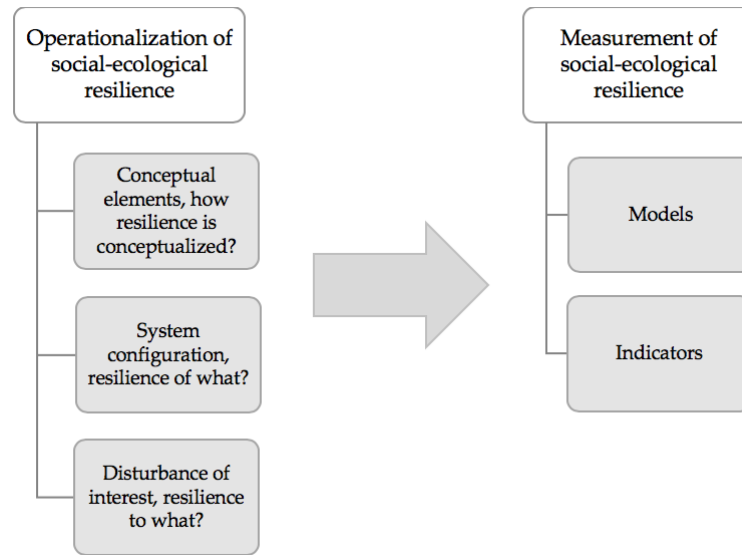 Operationalization of
social-ecological
resilience
Conceptual
elements, how
resilience is
conceptualized?
System
configuration,
resilience of what?
Disturbance of
interest, resilience
to what?
Measurement of
social-ecological
resilience
Models
Indicators